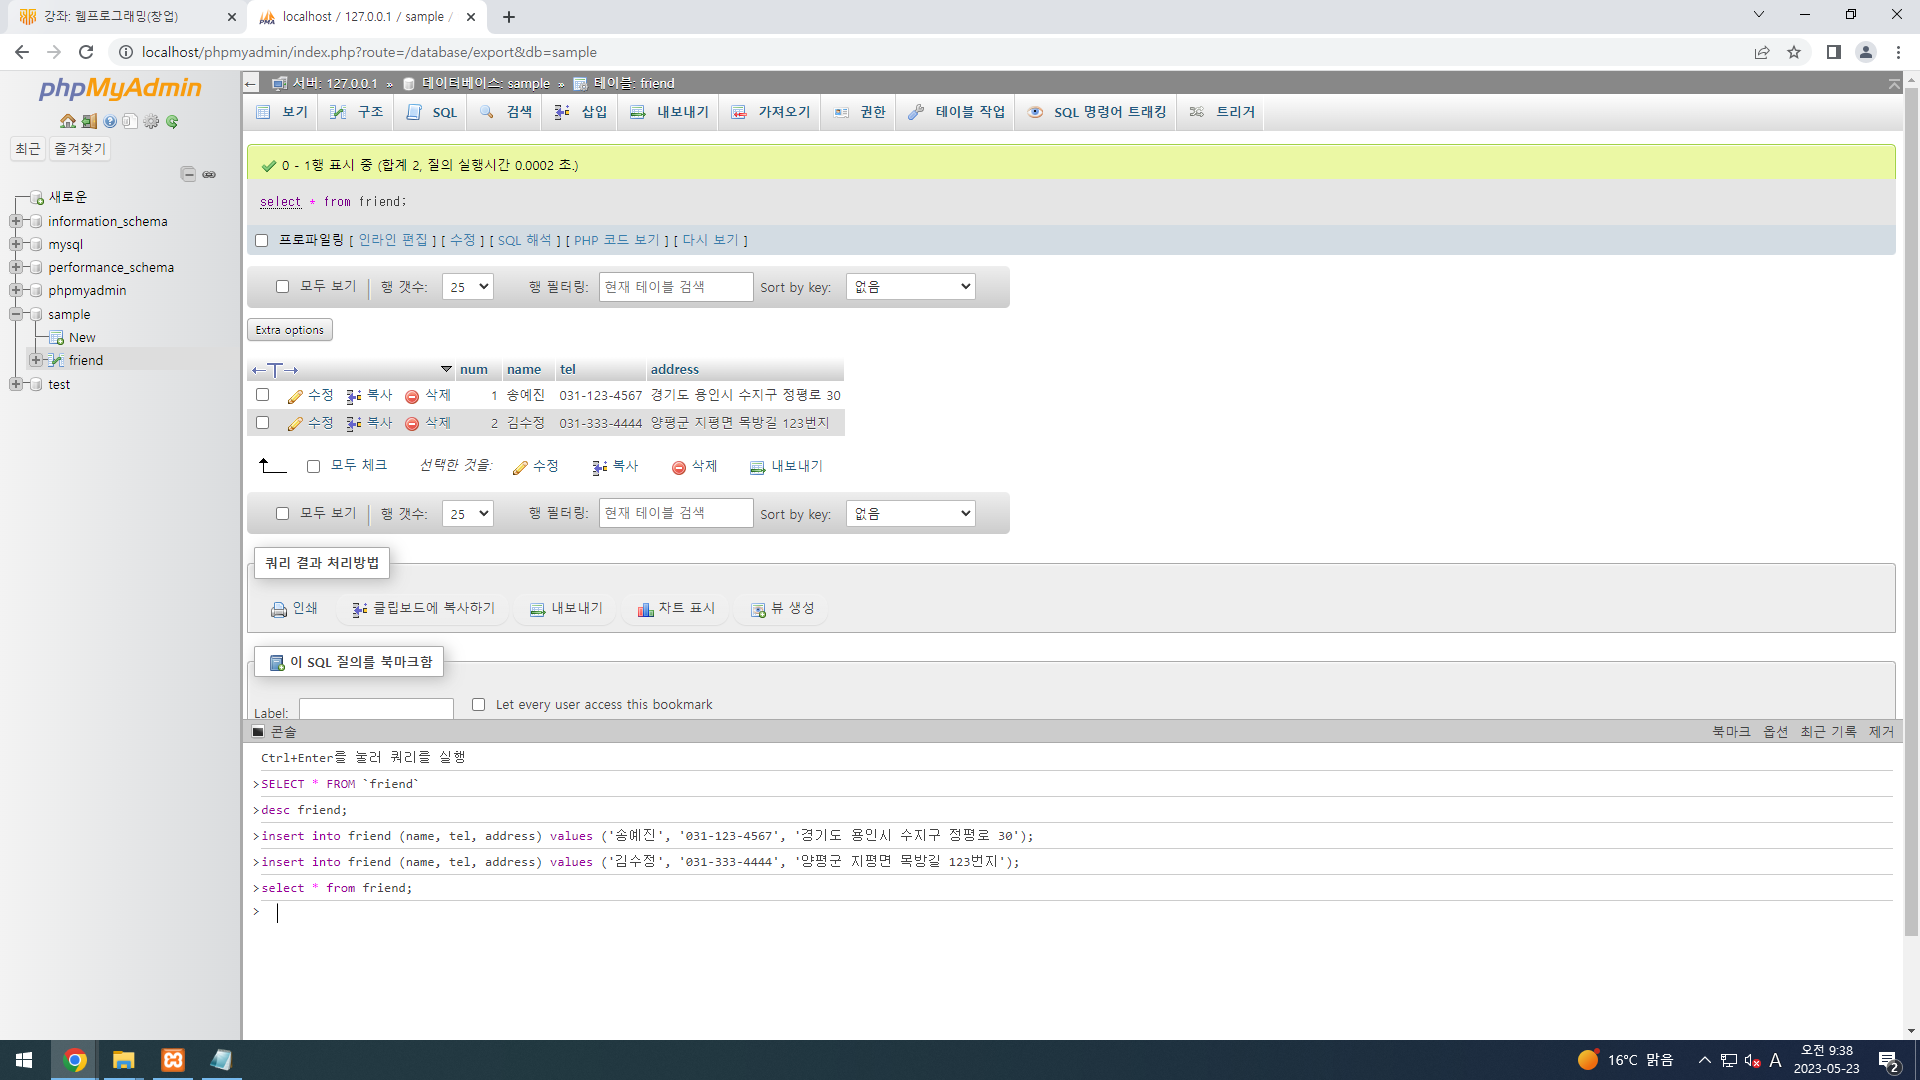 강좌: 웹프로그래밍(창업)
localhost / 127.0.0.1 / sample /
localhost/phpmyadmin/index.php?route=/database/export&db=sample
phpMyAdmin
최근 즐겨찾기
새로운
information_schema
mysql
performance_schema
phpmyadmin
sample
New
friend
test
서버: 127.0.0.1 » 데이터베이스: sample » 테이블: friend
보기 구조 SQL 검색 삽입 내보내기 가져오기 권한 테이블 작업 SQL 명령어 트래킹 트리거
0 - 1행 표시 중 (합계 2, 질의 실행시간 0.0002 초.)
select * from friend;
프로파일링 [ 인라인 편집 ] [ 수정 ] [ SQL 해석 ] [ PHP 코드 보기 ] [ 다시 보기 ]
모두 보기 행 갯수: 25 행 필터링: 현재 테이블 검색 Sort by key: 없음
Extra options
←T→ num name tel address
수정 복사 삭제 1 송예진 031-123-4567 경기도 용인시 수지구 정평로 30
수정 복사 삭제 2 김수정 031-333-4444 양평군 지평면 목방길 123번지
모두 체크 선택한 것을: 수정 복사 삭제 내보내기
모두 보기 행 갯수: 25 행 필터링: 현재 테이블 검색 Sort by key: 없음
쿼리 결과 처리방법
인쇄 클립보드에 복사하기 내보내기 차트 표시 뷰 생성
이 SQL 질의를 북마크함
Label: Let every user access this bookmark
콘솔 북마크 옵션 최근 기록 제거
Ctrl+Enter를 눌러 쿼리를 실행
>SELECT * FROM `friend`
>desc friend;
>insert into friend (name, tel, address) values ('송예진', '031-123-4567', '경기도 용인시 수지구 정평로 30');
>insert into friend (name, tel, address) values ('김수정', '031-333-4444', '양평군 지평면 목방길 123번지');
>select * from friend;
>
16°C 맑음 A 오전 9:38
2023-05-23 2